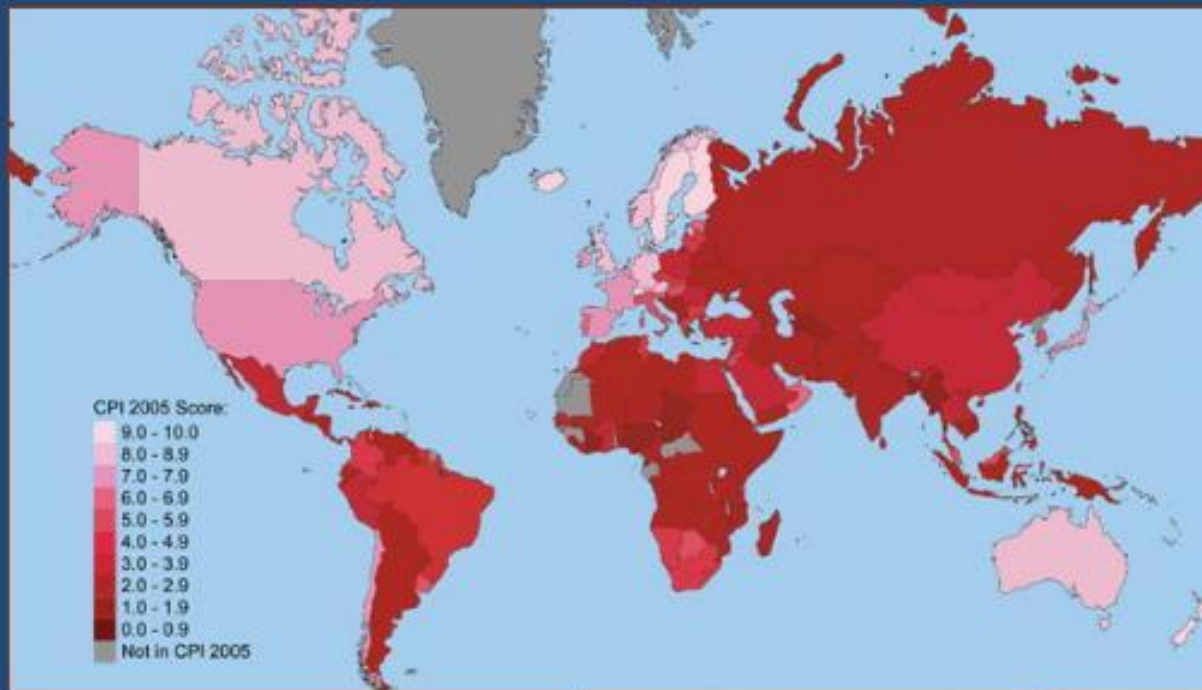 CPI 2005 Score:
9.0 - 10.0
8.0 - 8.9
7.0 - 7.9
6.0 - 6.9
5.0 - 5.9
4.0 - 4.9
3.0 - 3.9
2.0 - 2.9
1.0 - 1.9
0.0 - 0.9
Not in CPI 2005